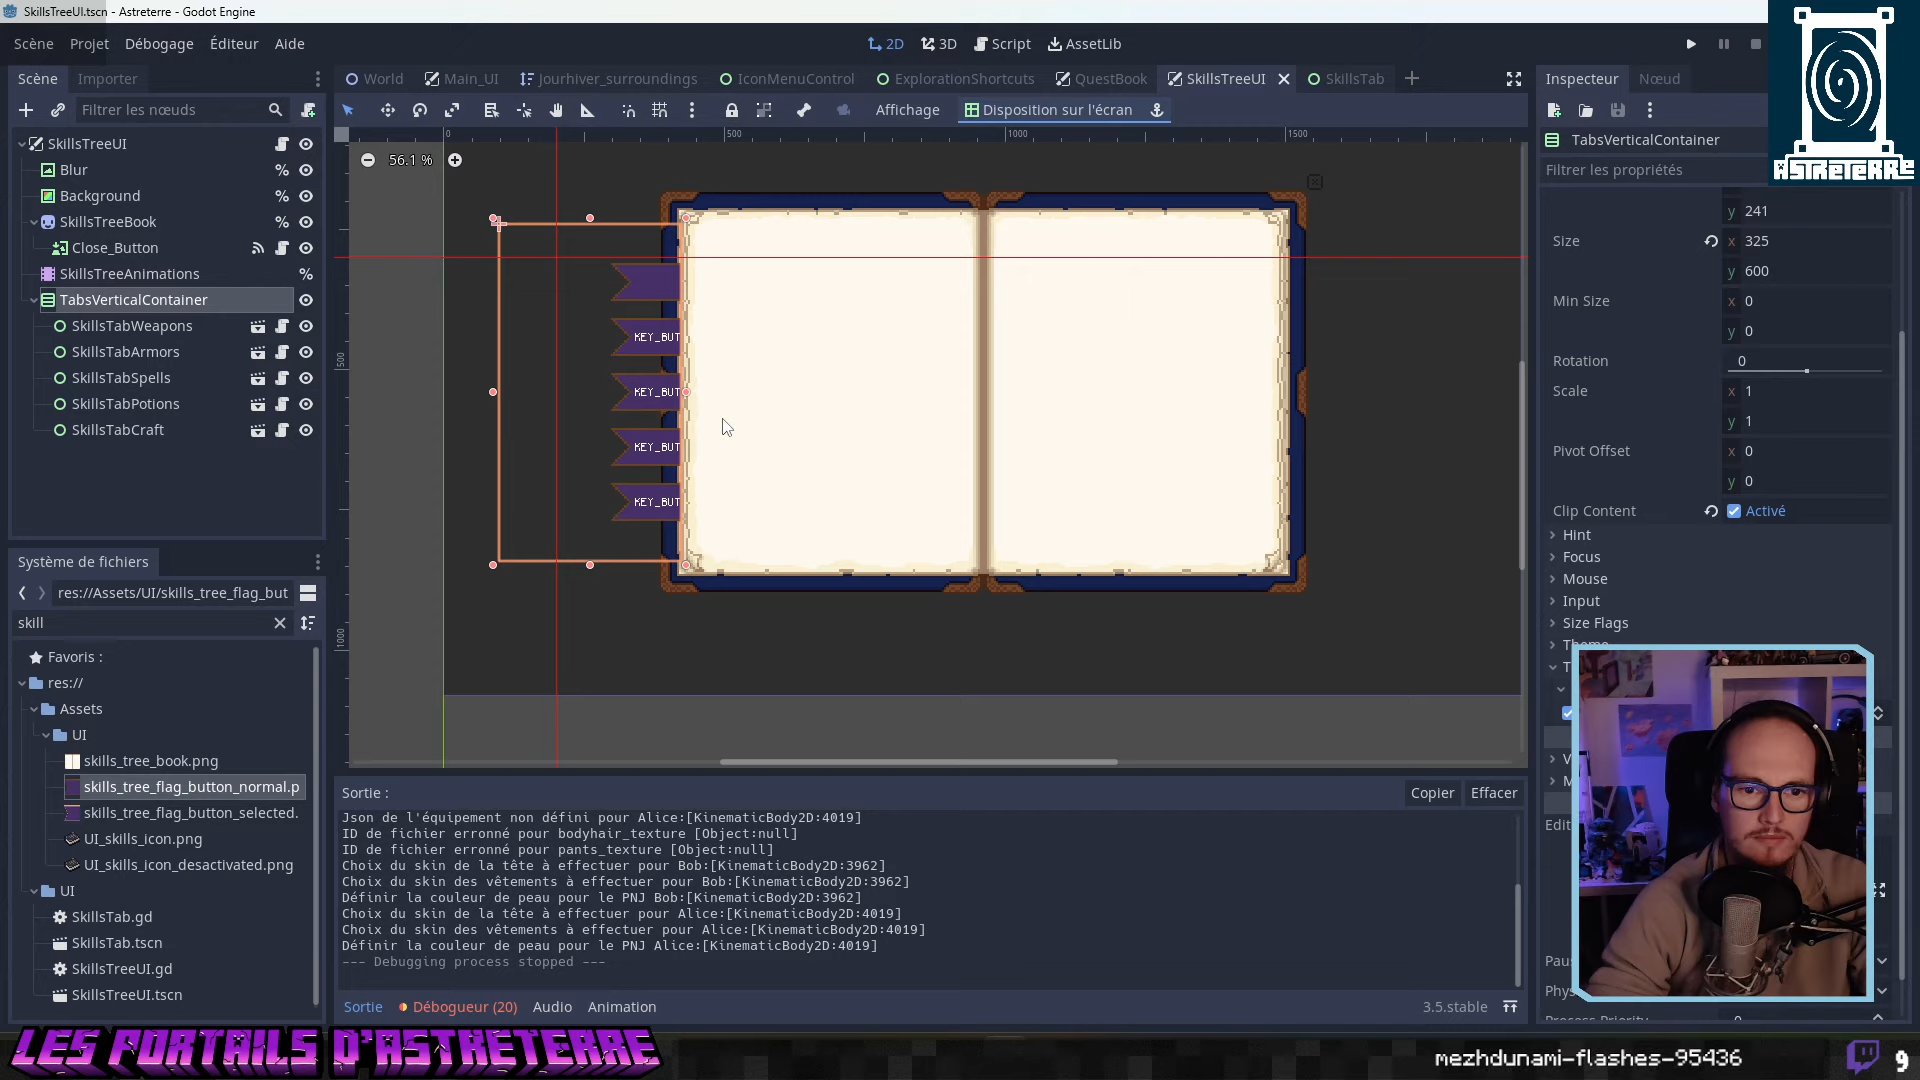 SkillsTreeUI.tscn - Astreterre - Godot Engine
Scène Projet Débogage Éditeur Aide
2D 3D Script AssetLib
ASTRETERRE
Scène Importer
World Main_UI Jourhiver_surroundings IconMenuControl ExplorationShortcuts QuestBook SkillsTreeUI SkillsTab
Inspecteur Nœud
Filtrer les nœuds
Affichage Disposition sur l'écran
TabsVerticalContainer
Filtrer les propriétés
SkillsTreeUI
Blur
Background
SkillsTreeBook
Close_Button
SkillsTreeAnimations
TabsVerticalContainer
SkillsTabWeapons
SkillsTabArmors
SkillsTabSpells
SkillsTabPotions
SkillsTabCraft
0 500 1000 1500
56.1 %
500
1000
KEY_BUT
KEY_BUT
KEY_BUT
KEY_BUT
y 241
Size x 325
y 600
Min Size x 0
y 0
Rotation 0
Scale x 1
y 1
Pivot Offset x 0
y 0
Clip Content Activé
Hint
Focus
Mouse
Input
Size Flags
Système de fichiers
res://Assets/UI/skills_tree_flag_but
skill
Favoris :
res://
Assets
UI
skills_tree_book.png
skills_tree_flag_button_normal.p
skills_tree_flag_button_selected.
UI_skills_icon.png
UI_skills_icon_desactivated.png
UI
SkillsTab.gd
SkillsTab.tscn
SkillsTreeUI.gd
SkillsTreeUI.tscn
Sortie :
Copier Effacer
Json de l'équipement non défini pour Alice:[KinematicBody2D:4019]
ID de fichier erronné pour bodyhair_texture [Object:null]
ID de fichier erronné pour pants_texture [Object:null]
Choix du skin de la tête à effectuer pour Bob:[KinematicBody2D:3962]
Choix du skin des vêtements à effectuer pour Bob:[KinematicBody2D:3962]
Définir la couleur de peau pour le PNJ Bob:[KinematicBody2D:3962]
Choix du skin de la tête à effectuer pour Alice:[KinematicBody2D:4019]
Choix du skin des vêtements à effectuer pour Alice:[KinematicBody2D:4019]
Définir la couleur de peau pour le PNJ Alice:[KinematicBody2D:4019]
--- Debugging process stopped ---
Sortie Débogueur (20) Audio Animation
3.5.stable
Process Priority
LES PORTAILS D'ASTRETERRE
mezhdunami-flashes-95436
9